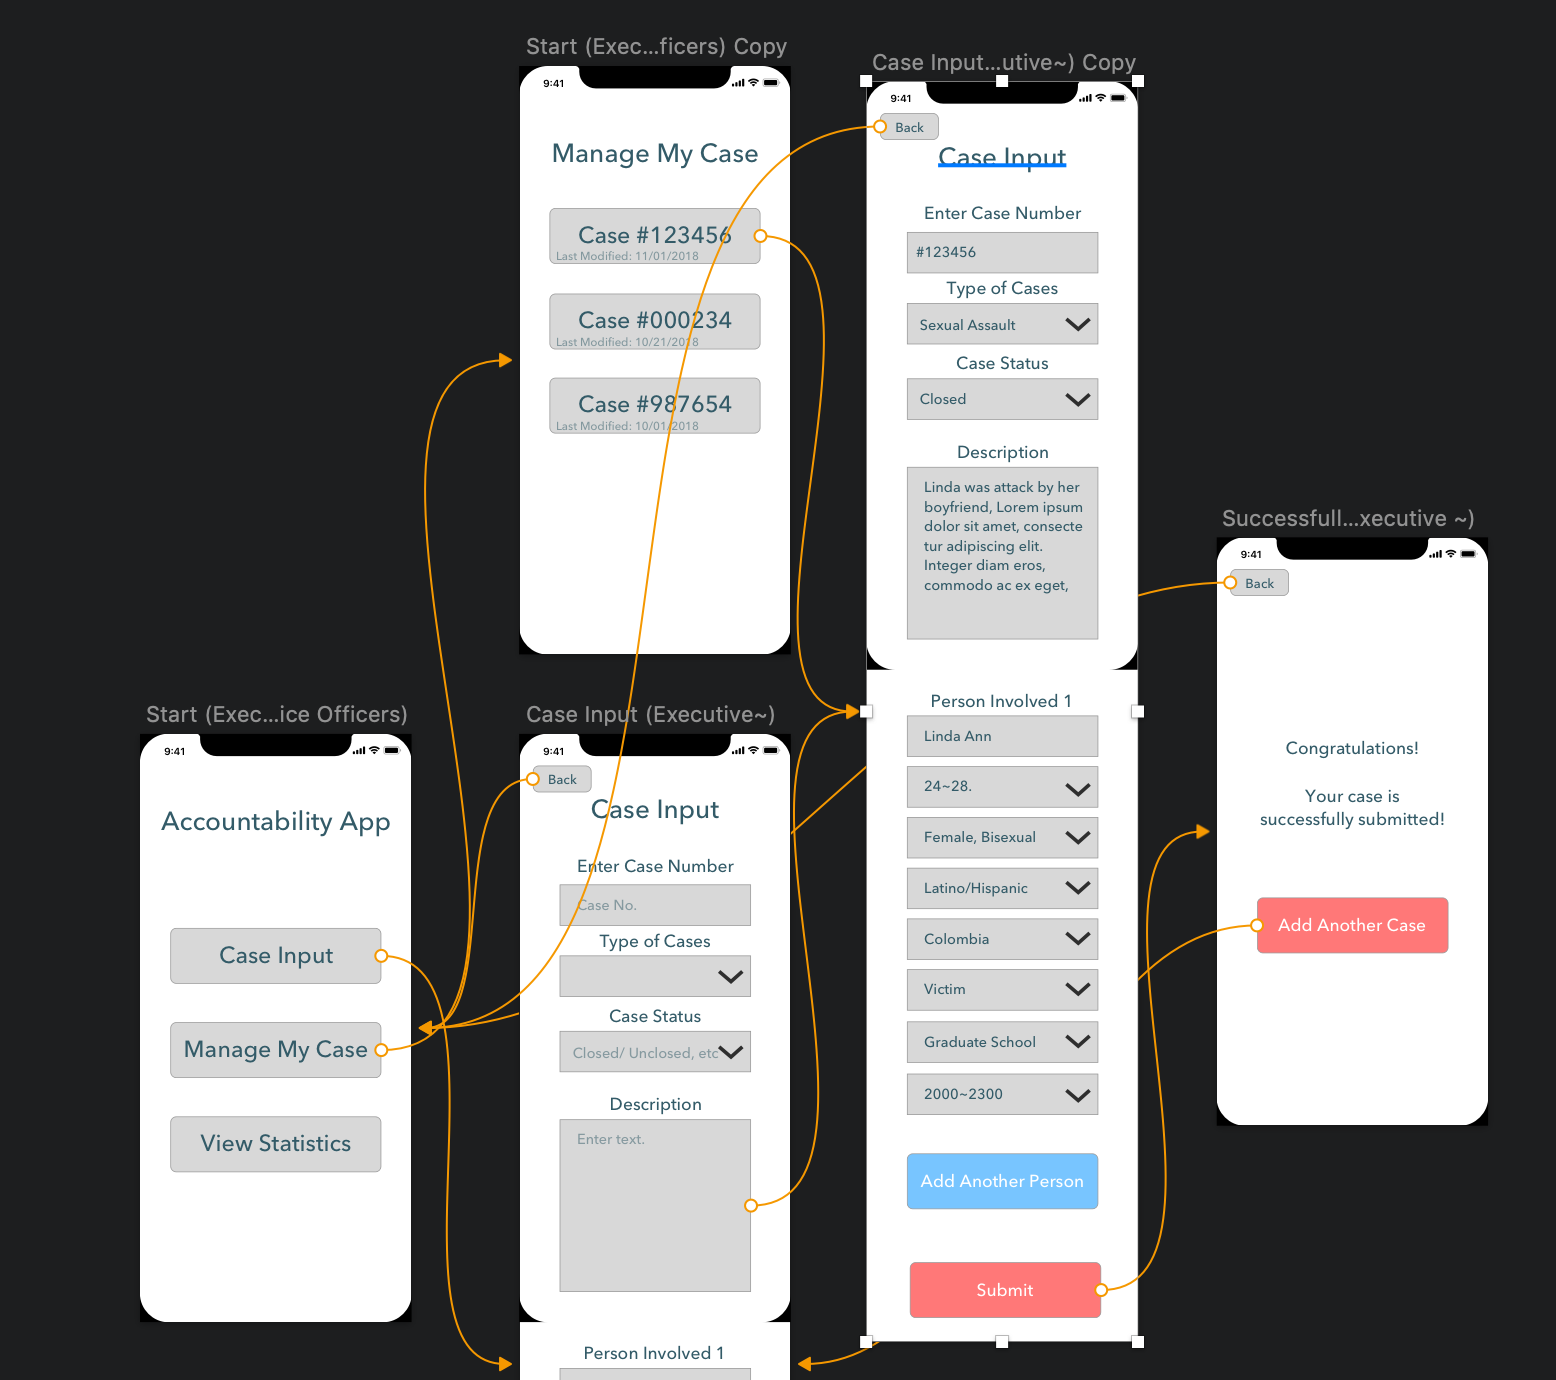 Start (Exec...ficers) Copy
9:41
Manage My Case
Case #123456
Last Modified: 11/01/2018
Case #000234
Last Modified: 10/21/2018
Case #987654
Last Modified: 10/01/2018
Case Input...utive~) Copy
9:41
Back
Case Input
Enter Case Number
#123456
Type of Cases
Sexual Assault
Case Status
Closed
Description
Linda was attack by her
boyfriend, Lorem ipsum
dolor sit amet, consecte
tur adipiscing elit.
Integer diam eros,
commodo ac ex eget,
Person Involved 1
Linda Ann
24~28.
Female, Bisexual
Latino/Hispanic
Colombia
Victim
Graduate School
2000~2300
Add Another Person
Submit
Successfull...xecutive ~)
9:41
Back
Congratulations!
Your case is
successfully submitted!
Add Another Case
Start (Exec...ice Officers)
9:41
Accountability App
Case Input
Manage My Case
View Statistics
Case Input (Executive~)
9:41
Back
Case Input
Enter Case Number
Case No.
Type of Cases
Case Status
Closed/ Unclosed, etc
Description
Enter text.
Person Involved 1